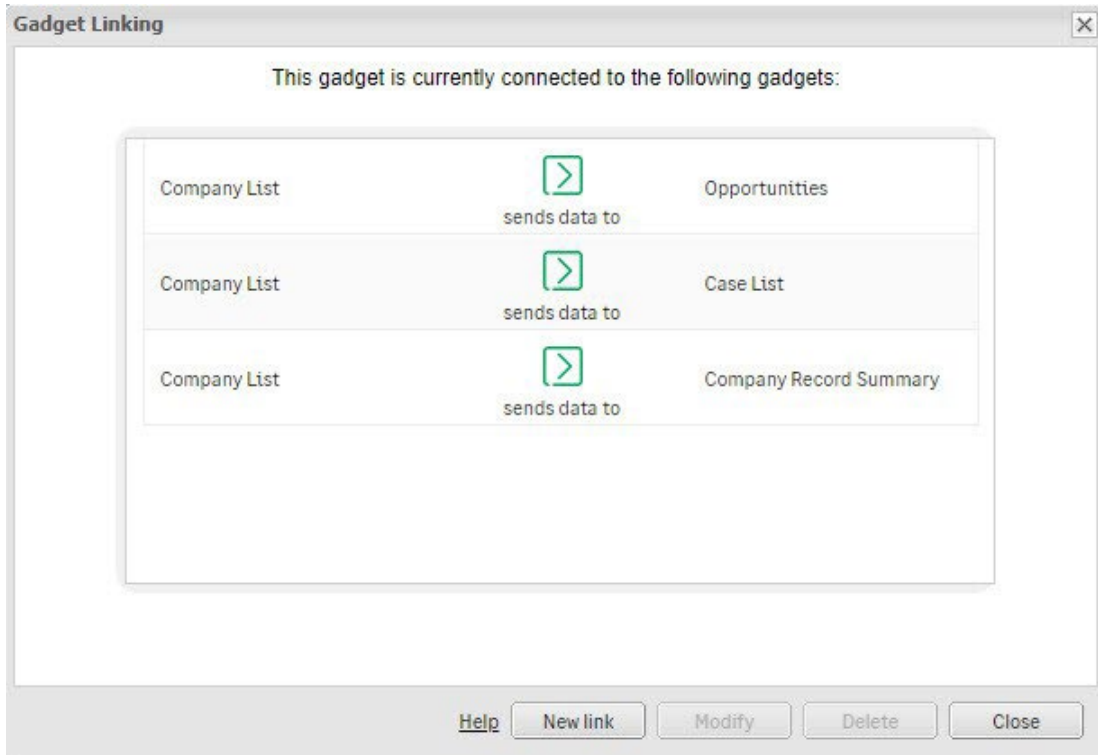 Gadget Linking
This gadget is currently connected to the following gadgets:
Company List
sends data to
Opportunities
Company List
sends data to
Case List
Company List
sends data to
Company Record Summary
Help New link Modify Delete Close